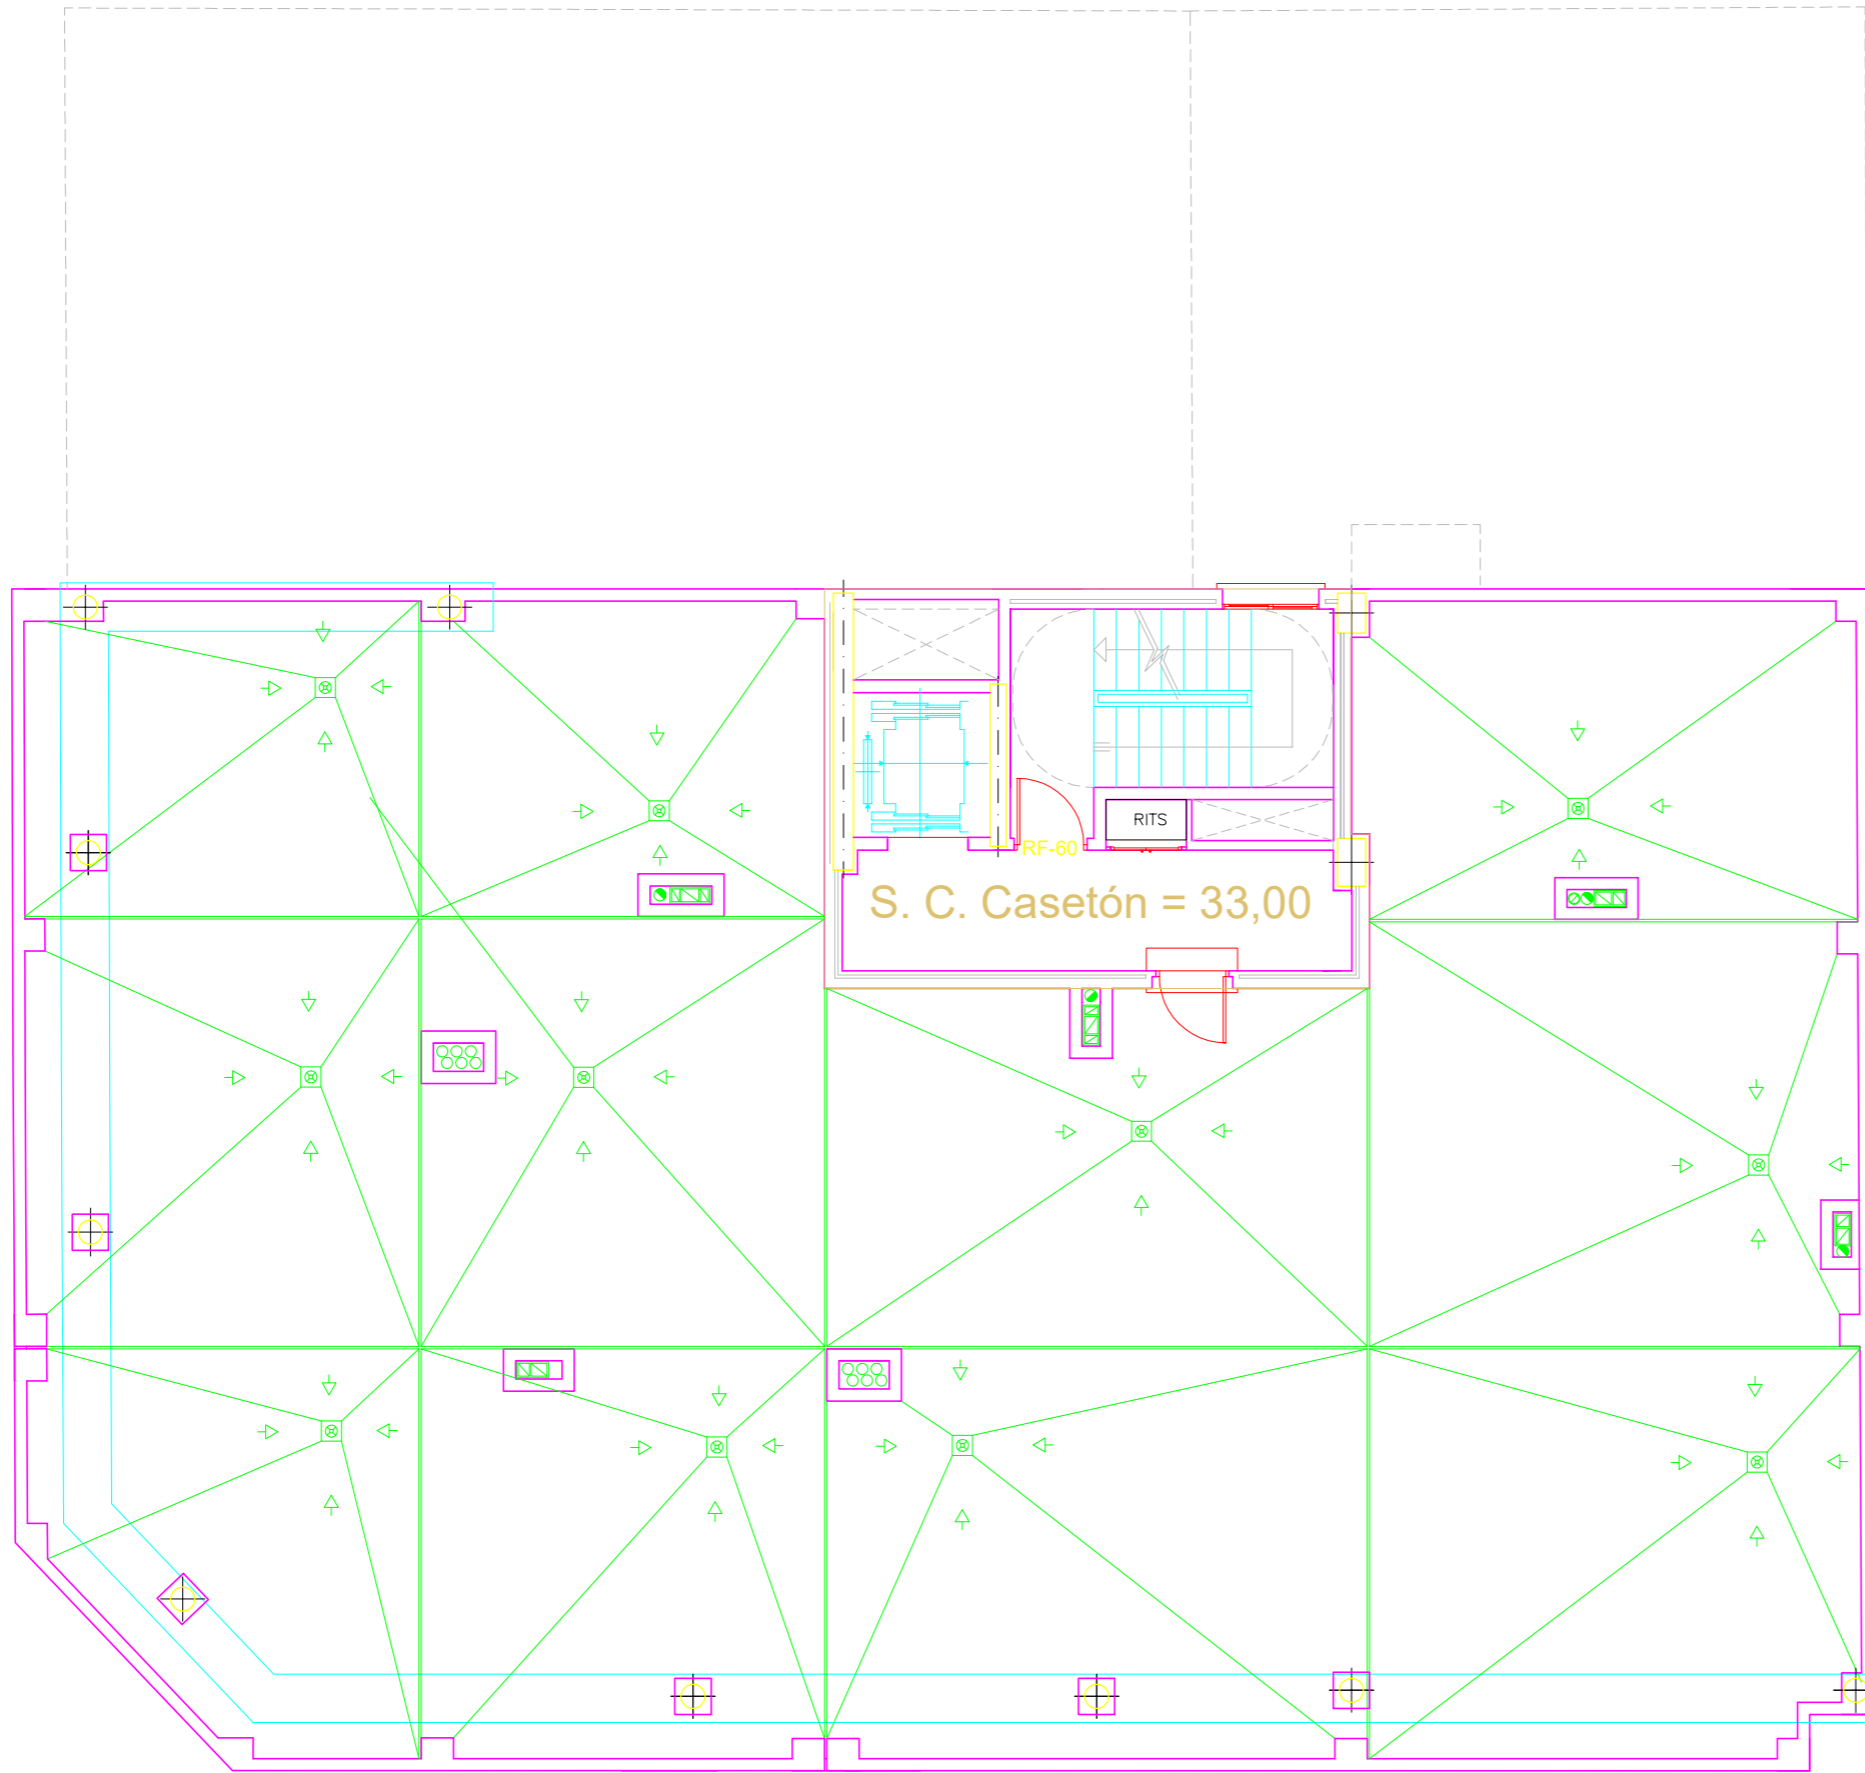 RITS
RF-60
S. C. Casetón = 33,00